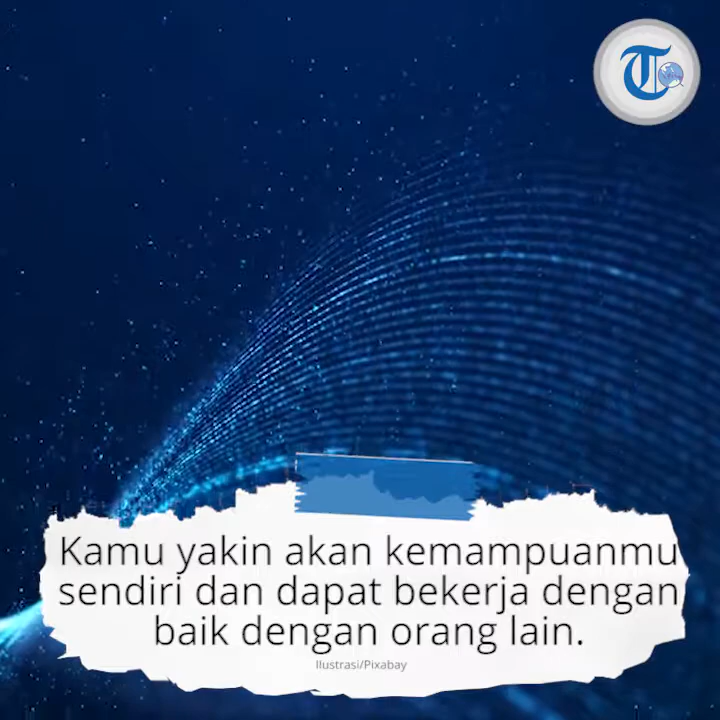 T
Kamu yakin akan kemampuanmu
sendiri dan dapat bekerja dengan
baik dengan orang lain.
Ilustrasi/Pixabay